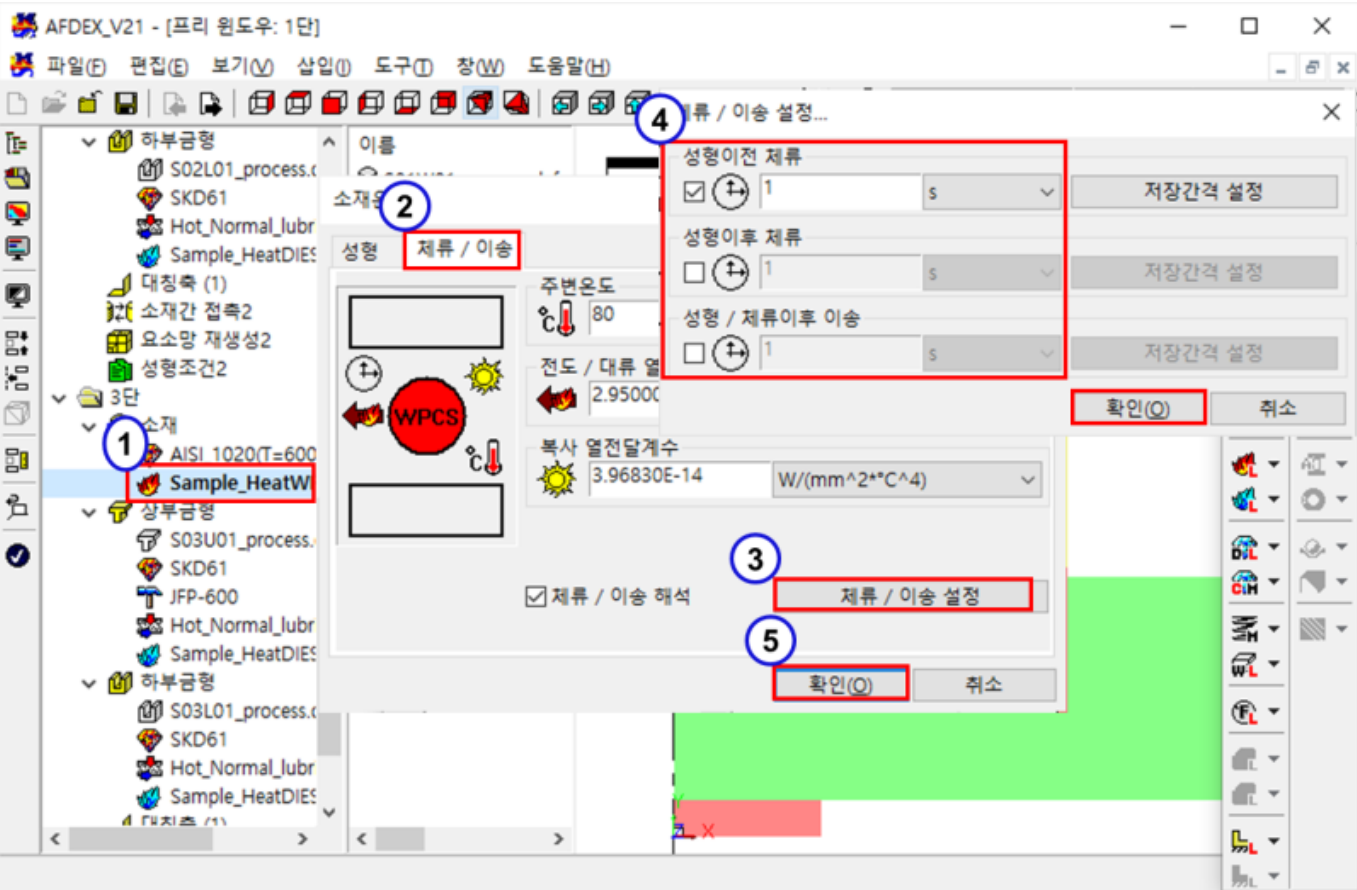 AFDEX_V21 - [프리 윈도우: 1단]
파일(F) 편집(E) 보기(V) 삽입(I) 도구(T) 창(W) 도움말(H)
하부금형
S02L01_process.
SKD61
Hot_Normal_lubr
Sample_HeatDIES
대칭축 (1)
소재간 접촉2
요소망 재생성2
성형조건2
3단
소재
1
AISI_1020(T=600
Sample_HeatW
상부금형
S03U01_process.
SKD61
JFP-600
Hot_Normal_lubr
Sample_HeatDIES
하부금형
S03L01_process.
SKD61
Hot_Normal_lubr
Sample_HeatDIES
대칭축 (1)
이름
2
성형
체류 / 이송
WPCS
°C
주변온도
°C
80
전도 / 대류 열
2.95000
복사 열전달계수
3.96830E-14
W/(mm^2*°C^4)
3
체류 / 이송 해석
체류 / 이송 설정
5
확인(O)
취소
4
체류 / 이송 설정...
성형이전 체류
1
s
저장간격 설정
성형이후 체류
1
s
저장간격 설정
성형 / 체류이후 이송
1
s
저장간격 설정
확인(O)
취소
X